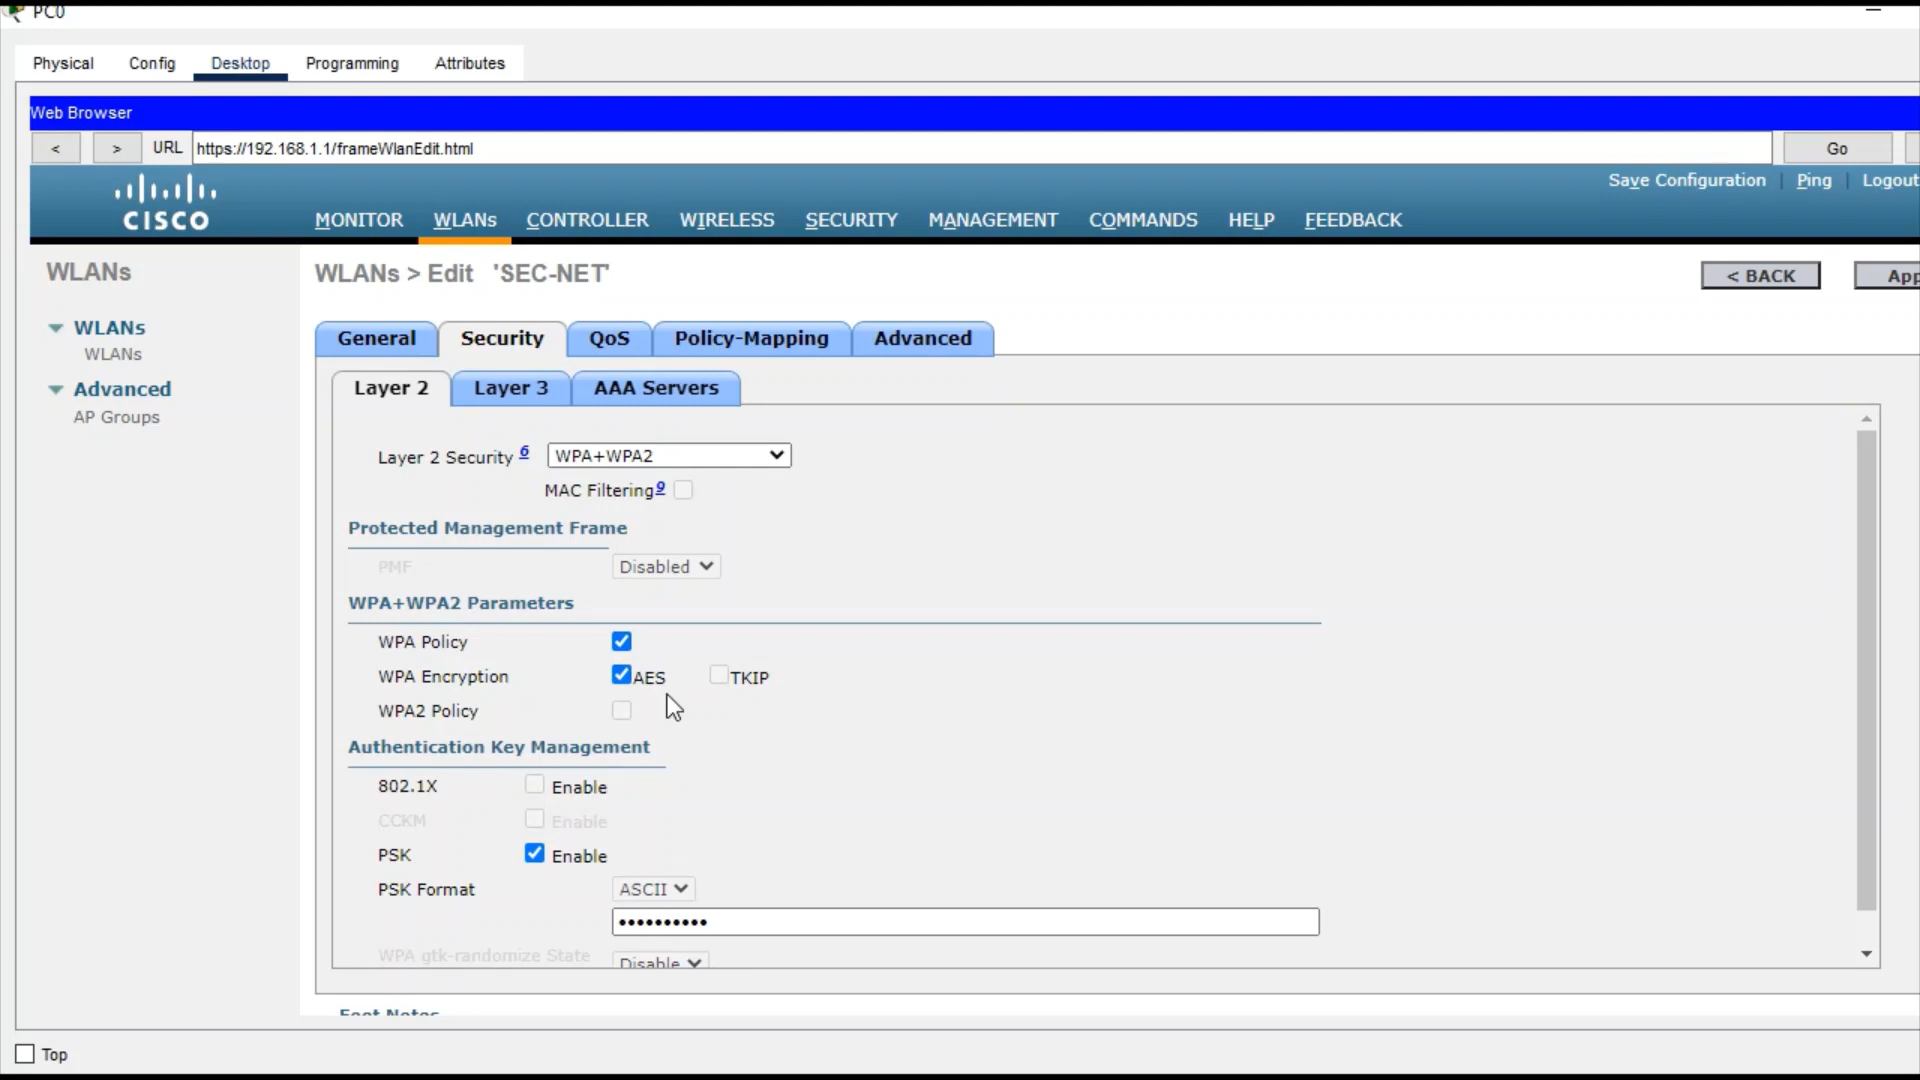 PC0
Physical Config Desktop Programming Attributes
Web Browser
< > URL https://192.168.1.1/frameWlanEdit.html Go
Save Configuration Ping Logout
CISCO MONITOR WLANs CONTROLLER WIRELESS SECURITY MANAGEMENT COMMANDS HELP FEEDBACK
WLANs
WLANs > Edit 'SEC-NET'
< BACK App
WLANs
WLANs
Advanced
AP Groups
General Security QoS Policy-Mapping Advanced
Layer 2 Layer 3 AAA Servers
Layer 2 Security 6 WPA+WPA2
MAC Filtering 9
Protected Management Frame
PMF Disabled
WPA+WPA2 Parameters
WPA Policy
WPA Encryption AES TKIP
WPA2 Policy
Authentication Key Management
802.1X Enable
CCKM Enable
PSK Enable
PSK Format ASCII
••••••••••
WPA gtk-randomize State Disable
Foot Notes
Top